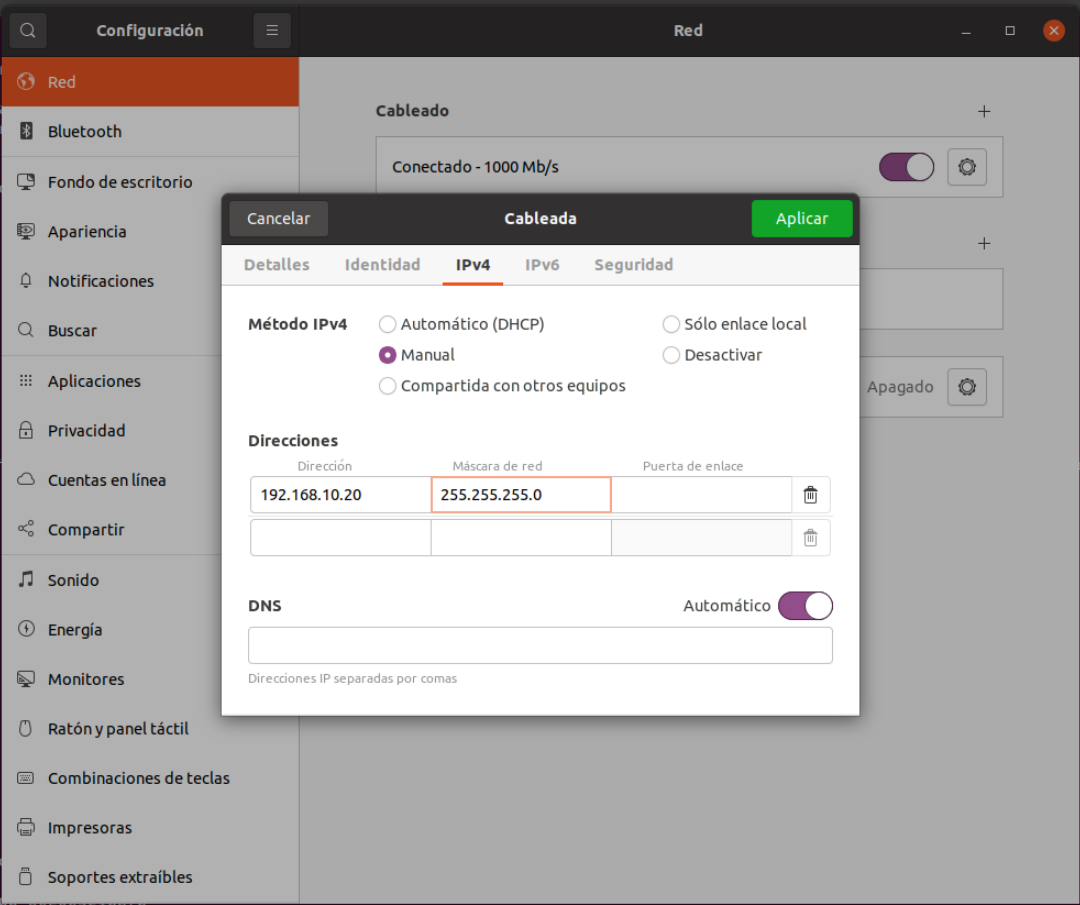 Configuración
Red
Red
Bluetooth
Fondo de escritorio
Apariencia
Notificaciones
Buscar
Aplicaciones
Privacidad
Cuentas en línea
Compartir
Sonido
Energía
Monitores
Ratón y panel táctil
Combinaciones de teclas
Impresoras
Soportes extraíbles
Cableado
Conectado - 1000 Mb/s
Apagado
Cancelar
Cableada
Aplicar
Detalles Identidad IPv4 IPv6 Seguridad
Método IPv4
Automático (DHCP)
Sólo enlace local
Manual
Desactivar
Compartida con otros equipos
Direcciones
Dirección Máscara de red Puerta de enlace
192.168.10.20 255.255.255.0
DNS
Automático
Direcciones IP separadas por comas